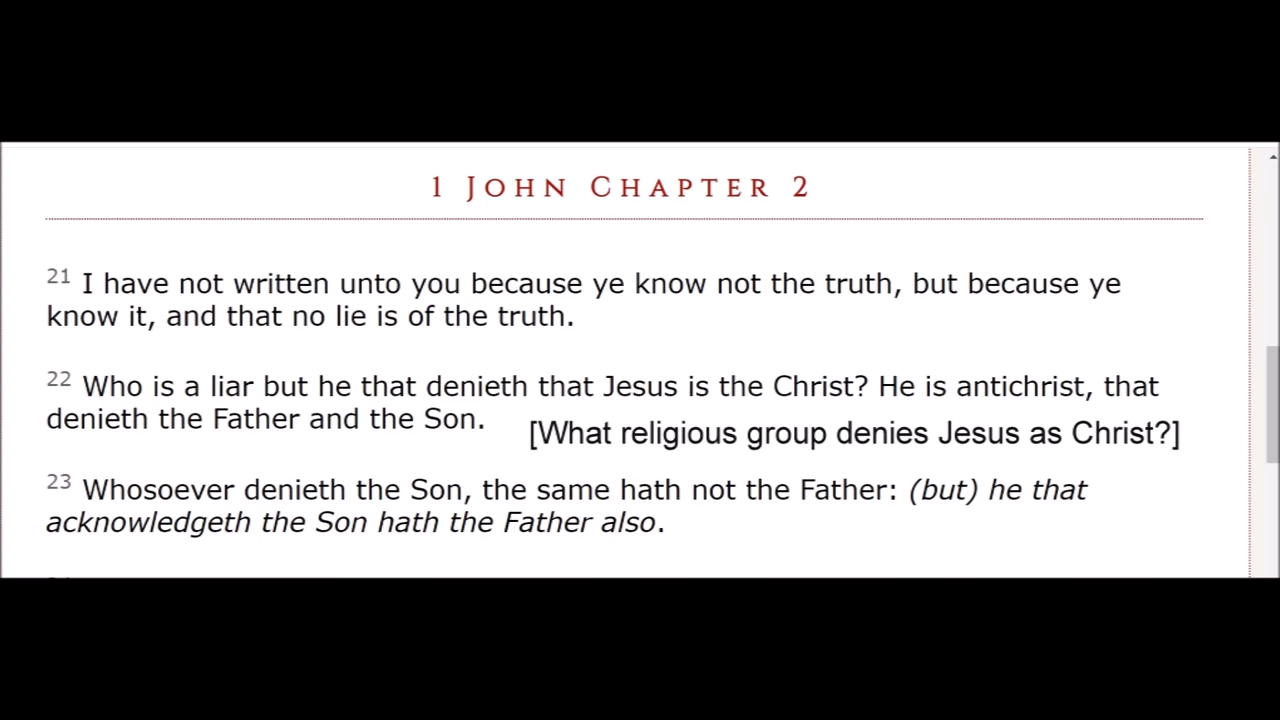 1 John Chapter 2
21 I have not written unto you because ye know not the truth, but because ye
know it, and that no lie is of the truth.
22 Who is a liar but he that denieth that Jesus is the Christ? He is antichrist, that
denieth the Father and the Son.
[What religious group denies Jesus as Christ?]
23 Whosoever denieth the Son, the same hath not the Father: (but) he that
acknowledgeth the Son hath the Father also.